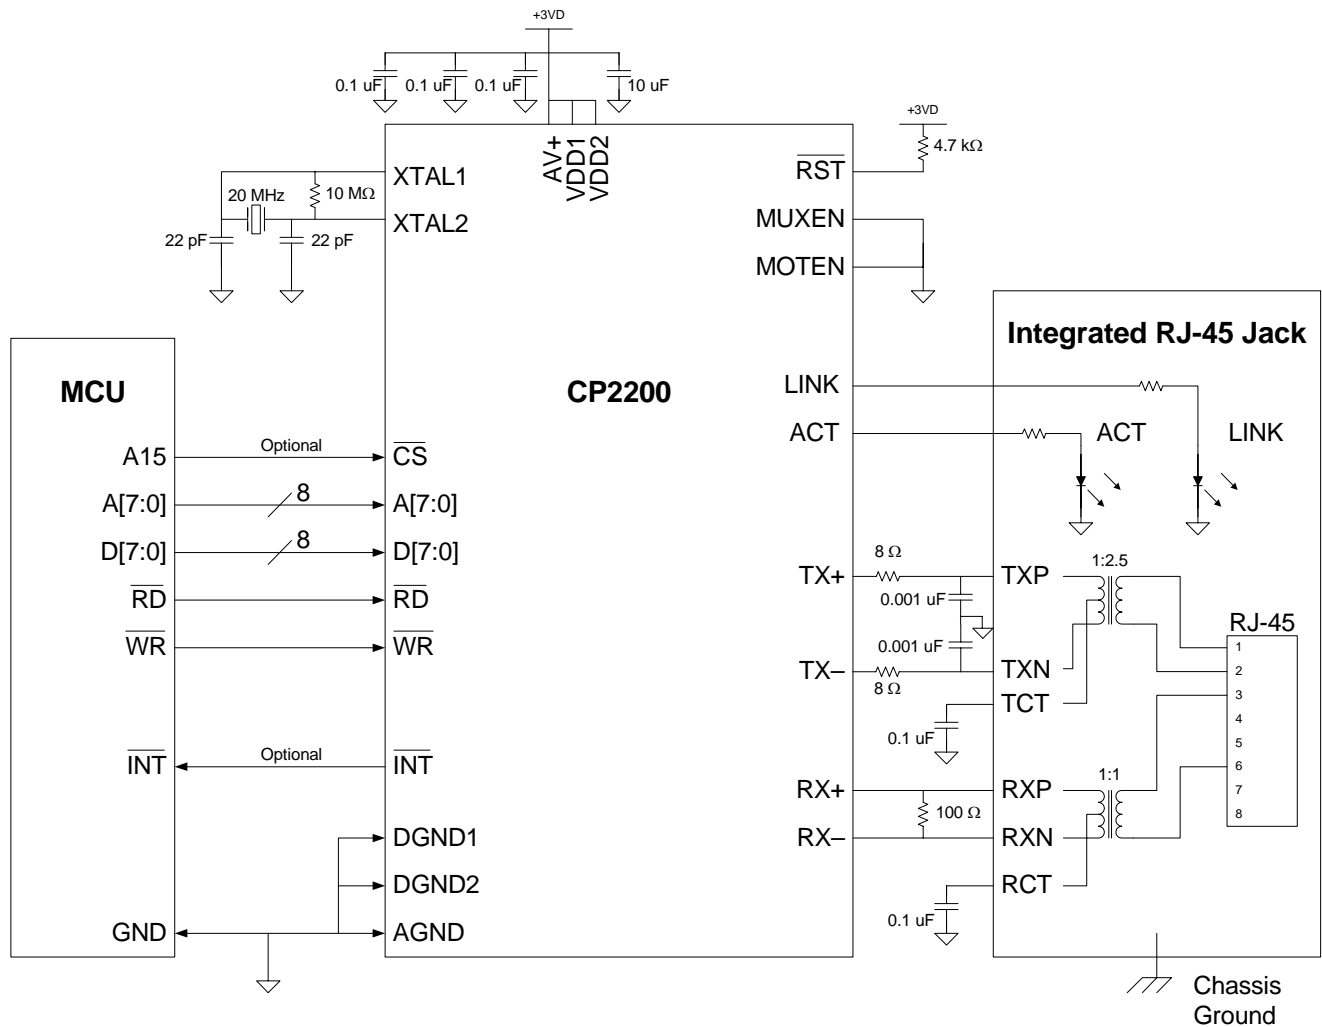 +3VD
0.1 uF
0.1 uF
0.1 uF
10 uF
+3VD
4.7 kΩ
AV+
VDD1
VDD2
XTAL1
RST
20 MHz
10 MΩ
XTAL2
MUXEN
22 pF
22 pF
MOTEN
Integrated RJ-45 Jack
MCU
CP2200
LINK
ACT
ACT
LINK
A15
Optional
CS
A[7:0]
8
A[7:0]
D[7:0]
8
D[7:0]
RD
RD
WR
WR
TX+
8 Ω
TXP
1:2.5
0.001 uF
0.001 uF
TX–
8 Ω
TXN
TCT
0.1 uF
RJ-45
1
2
3
4
5
6
7
8
INT
Optional
INT
RX+
RXP
1:1
100 Ω
RX–
RXN
RCT
0.1 uF
DGND1
DGND2
GND
AGND
Chassis
Ground